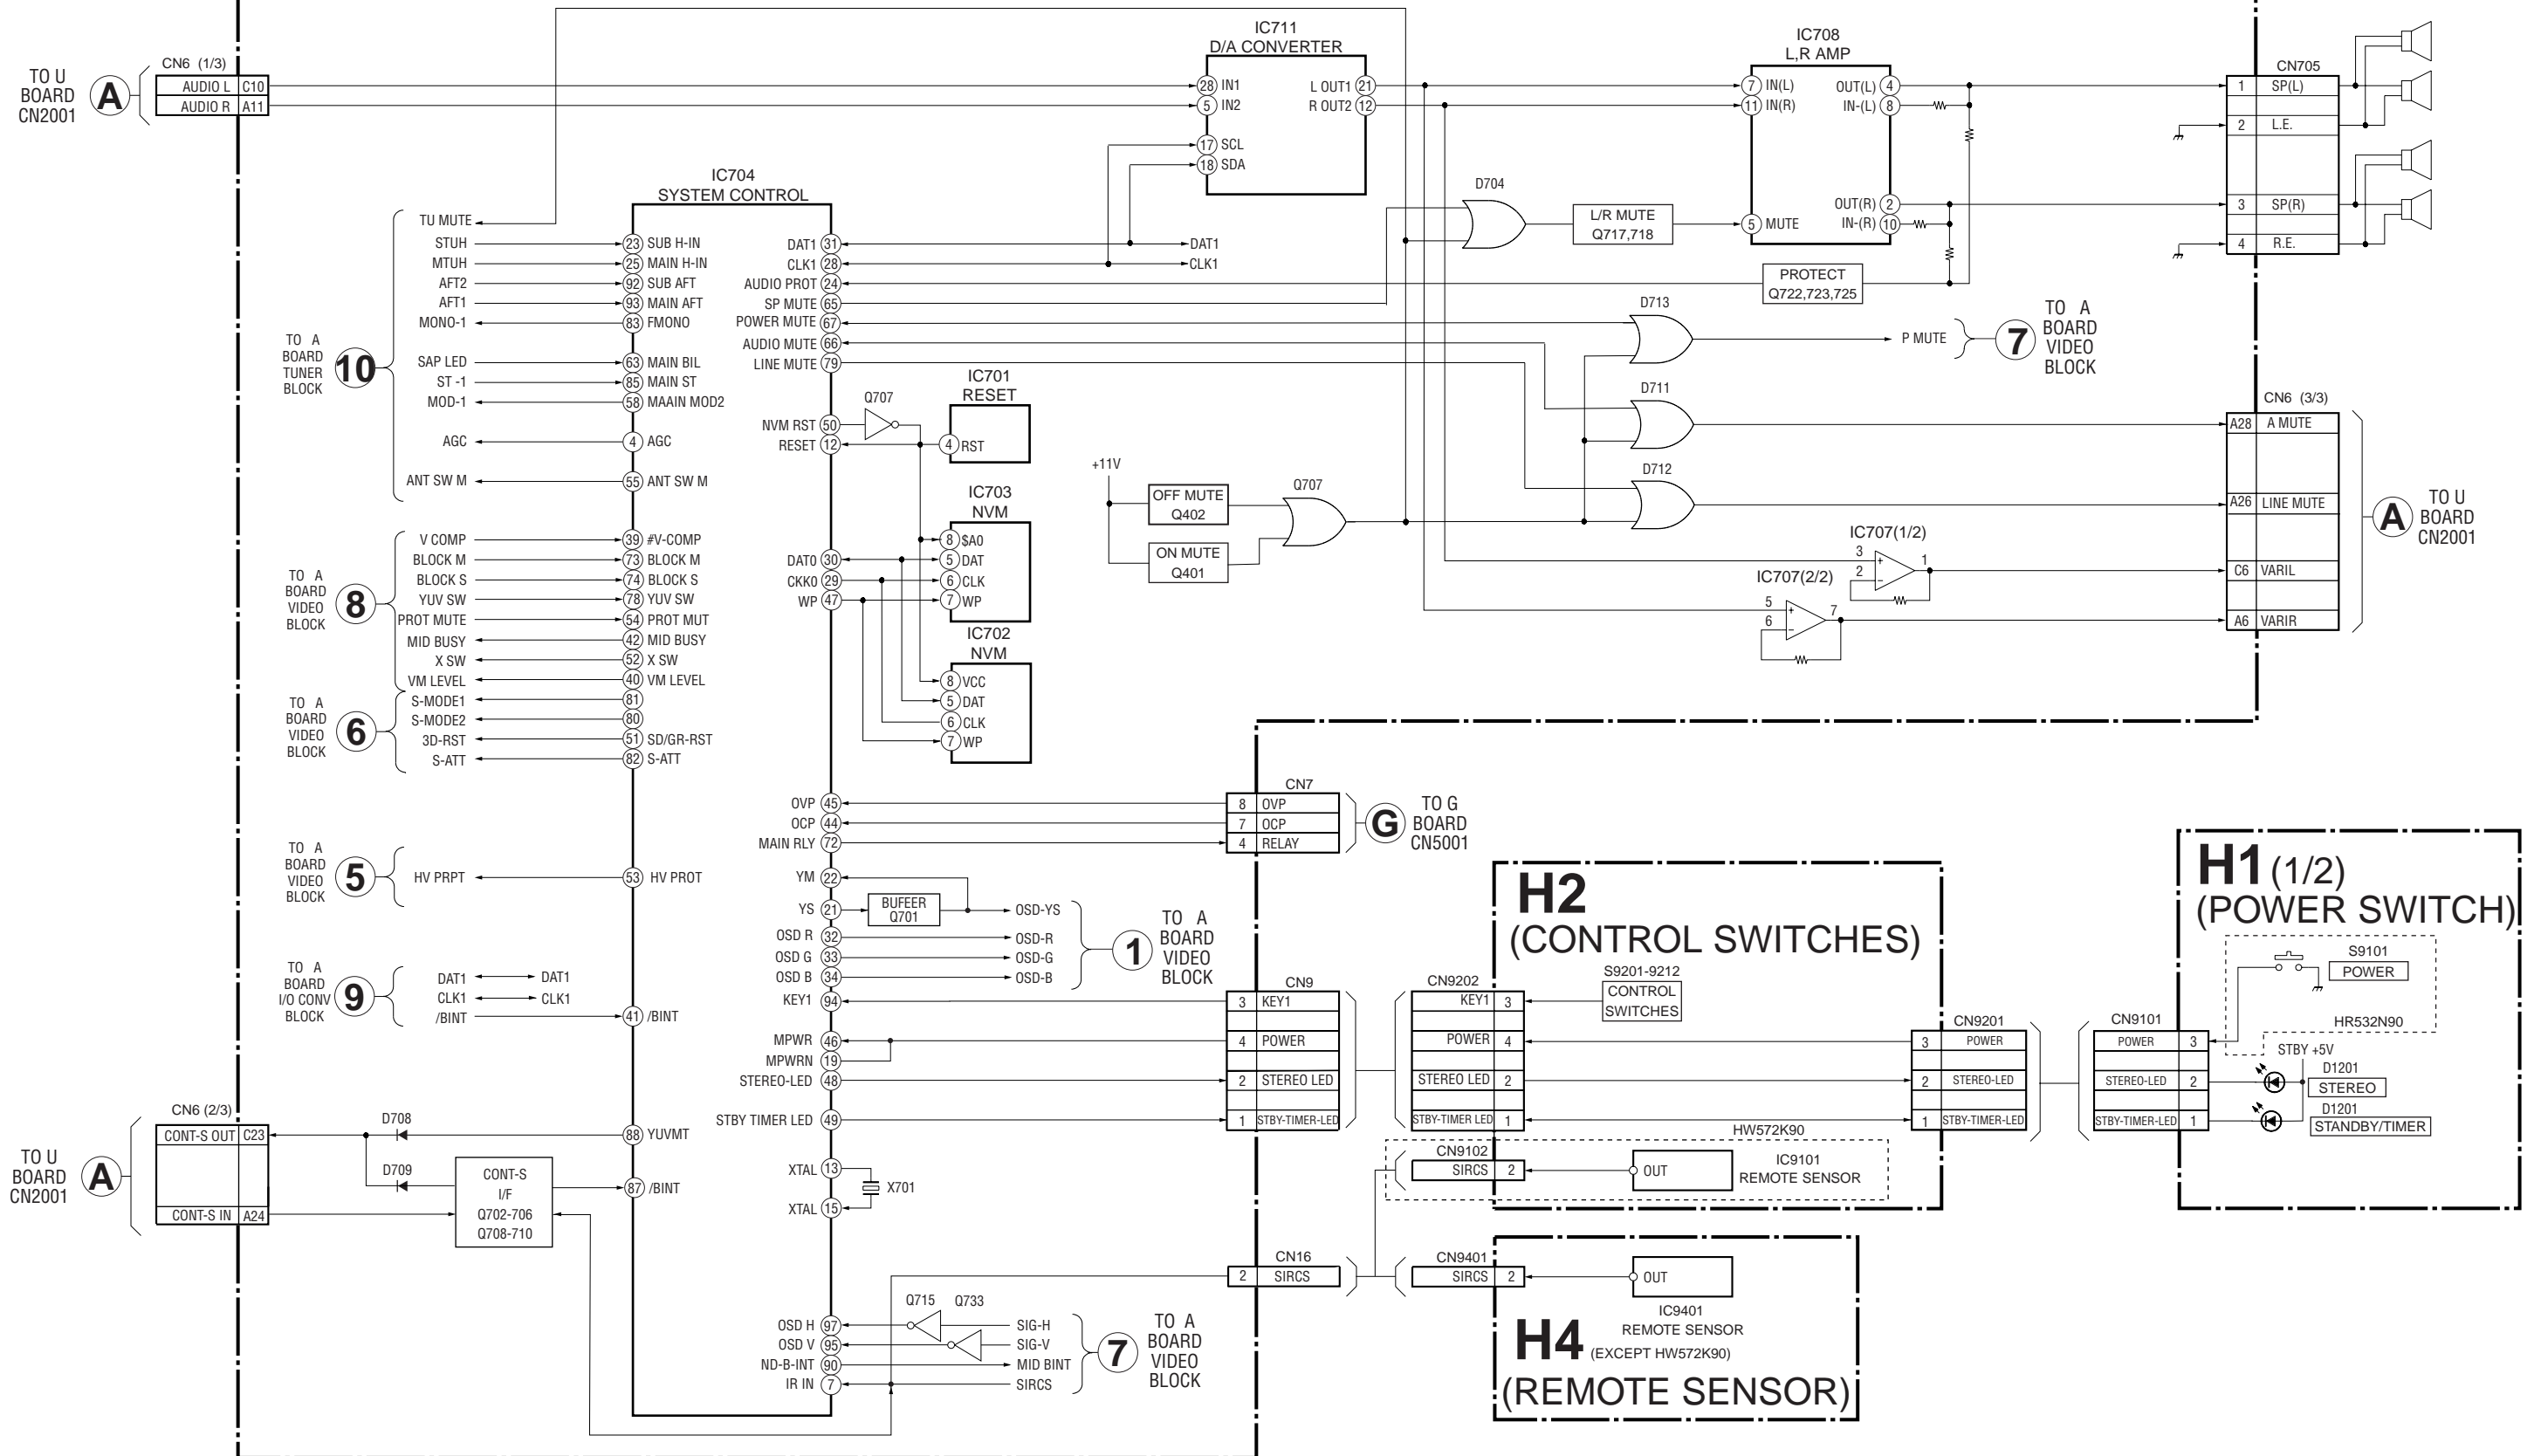 TO U
BOARD
CN2001
A
CN6 (1/3)
AUDIO L C10
AUDIO R A11
IC711
D/A CONVERTER
28 IN1
5 IN2
17 SCL
18 SDA
L OUT1 21
R OUT2 12
IC708
L,R AMP
7 IN(L)
11 IN(R)
5 MUTE
OUT(L) 4
IN-(L) 8
OUT(R) 2
IN-(R) 10
CN705
1 SP(L)
2 L.E.
3 SP(R)
4 R.E.
D704
L/R MUTE
Q717,718
PROTECT
Q722,723,725
IC704
SYSTEM CONTROL
TO A
BOARD
TUNER
BLOCK
10
TU MUTE
STUH 23 SUB H-IN
MTUH 25 MAIN H-IN
AFT2 92 SUB AFT
AFT1 93 MAIN AFT
MONO-1 83 FMONO
SAP LED 63 MAIN BIL
ST -1 85 MAIN ST
MOD-1 58 MAAIN MOD2
AGC 4 AGC
ANT SW M 55 ANT SW M
DAT1 31 DAT1
CLK1 28 CLK1
AUDIO PROT 24
SP MUTE 65
POWER MUTE 67
AUDIO MUTE 66
LINE MUTE 79
NVM RST 50
RESET 12
Q707
IC701
RESET
4 RST
D713
P MUTE
7
TO A
BOARD
VIDEO
BLOCK
D711
D712
+11V
OFF MUTE
Q402
ON MUTE
Q401
Q707
CN6 (3/3)
A28 A MUTE
A26 LINE MUTE
C6 VARIL
A6 VARIR
A
TO U
BOARD
CN2001
IC707(1/2)
3
2
1
+
−
IC707(2/2)
5
6
7
+
−
IC703
NVM
8 $A0
5 DAT
6 CLK
7 WP
DAT0 30
CKK0 29
WP 47
IC702
NVM
8 VCC
5 DAT
6 CLK
7 WP
TO A
BOARD
VIDEO
BLOCK
8
V COMP 39 #V-COMP
BLOCK M 73 BLOCK M
BLOCK S 74 BLOCK S
YUV SW 78 YUV SW
PROT MUTE 54 PROT MUT
MID BUSY 42 MID BUSY
X SW 52 X SW
VM LEVEL 40 VM LEVEL
TO A
BOARD
VIDEO
BLOCK
6
S-MODE1 81
S-MODE2 80
3D-RST 51 SD/GR-RST
S-ATT 82 S-ATT
TO A
BOARD
VIDEO
BLOCK
5
HV PRPT 53 HV PROT
TO A
BOARD
I/O CONV
BLOCK
9
DAT1 DAT1
CLK1 CLK1
/BINT 41 /BINT
OVP 45
OCP 44
MAIN RLY 72
CN7
8 OVP
7 OCP
4 RELAY
G
TO G
BOARD
CN5001
YM 22
YS 21
BUFEER
Q701
OSD-YS
OSD R 32 OSD-R
OSD G 33 OSD-G
OSD B 34 OSD-B
1
TO A
BOARD
VIDEO
BLOCK
KEY1 94
MPWR 46
MPWRN 19
STEREO-LED 48
STBY TIMER LED 49
CN9
3 KEY1
4 POWER
2 STEREO LED
1 STBY-TIMER-LED
H2
(CONTROL SWITCHES)
CN9202
KEY1 3
POWER 4
STEREO LED 2
STBY-TIMER LED 1
S9201-9212
CONTROL
SWITCHES
CN9201
3 POWER
2 STEREO-LED
1 STBY-TIMER-LED
HW572K90
CN9102
SIRCS 2
OUT
IC9101
REMOTE SENSOR
H1 (1/2)
(POWER SWITCH)
CN9101
POWER 3
STEREO-LED 2
STBY-TIMER-LED 1
S9101
POWER
HR532N90
STBY +5V
D1201
STEREO
D1201
STANDBY/TIMER
TO U
BOARD
CN2001
A
CN6 (2/3)
CONT-S OUT C23
CONT-S IN A24
D708
D709
CONT-S
I/F
Q702-706
Q708-710
88 YUVMT
87 /BINT
XTAL 13
XTAL 15
X701
CN16
2 SIRCS
CN9401
SIRCS 2
OUT
IC9401
REMOTE SENSOR
H4 (EXCEPT HW572K90)
(REMOTE SENSOR)
Q715 Q733
OSD H 97 SIG-H
OSD V 95 SIG-V
ND-B-INT 90 MID BINT
IR IN 7 SIRCS
7
TO A
BOARD
VIDEO
BLOCK